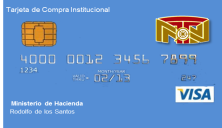 Tarjeta de Compra Institucional
4000 0012 3456 7899
1234
02/13
VISA
Ministerio de Hacienda
Rodolfo de los Santos